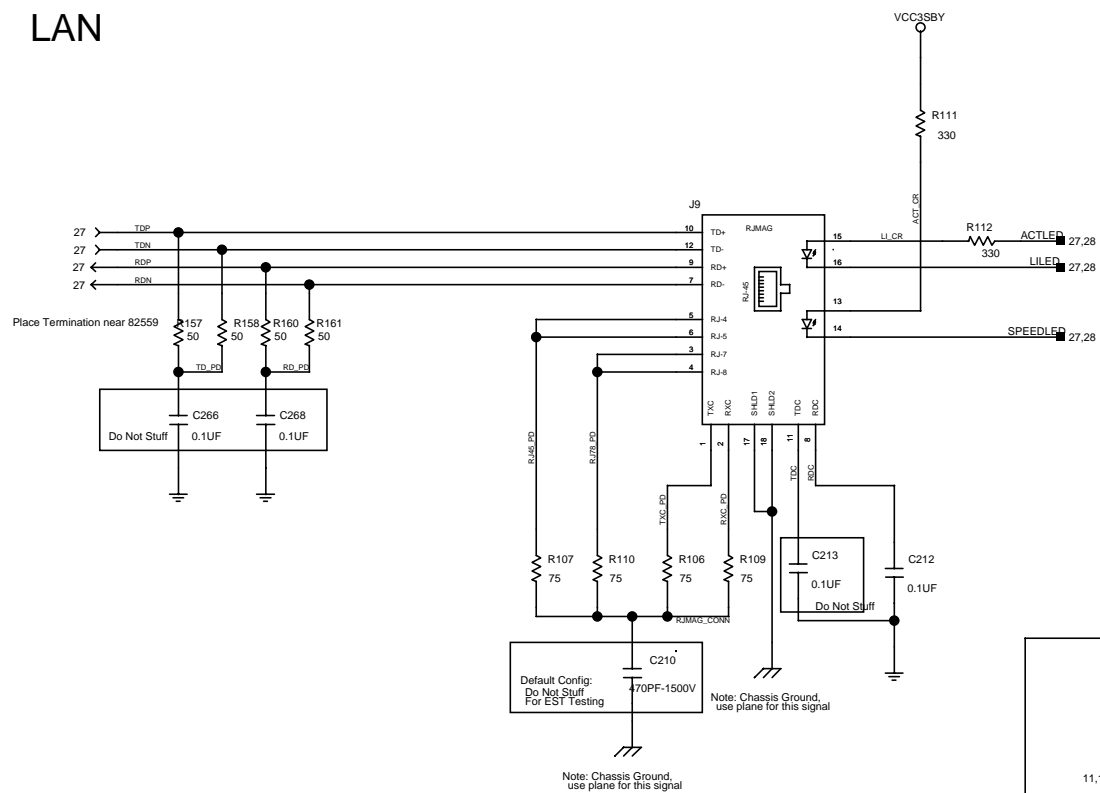 LAN
VCC3SBY
R111
330
ACT_CR
J9
27
TDP
10
TD+
RJMAG
15
LI_CR
R112
330
ACTLED
27,28
27
TDN
12
TD-
27
RDP
9
RD+
16
LILED
27,28
27
RDN
7
RD-
RJ-45
13
Place Termination near 82559
R157
50
R158
50
R160
50
R161
50
5
RJ-4
6
RJ-5
14
SPEEDLED
27,28
3
RJ-7
4
RJ-8
TD_PD
RD_PD
TXC
RXC
SHLD1
SHLD2
TDC
RDC
C266
0.1UF
C268
0.1UF
Do Not Stuff
1
2
17
18
11
8
RJ45_PD
RJ78_PD
TXC_PD
RXC_PD
TDC
RDC
R107
75
R110
75
R106
75
R109
75
C213
0.1UF
Do Not Stuff
C212
0.1UF
RJMAG_CONN
C210
470PF-1500V
Default Config:
Do Not Stuff
For EST Testing
Note: Chassis Ground,
use plane for this signal
Note: Chassis Ground,
use plane for this signal